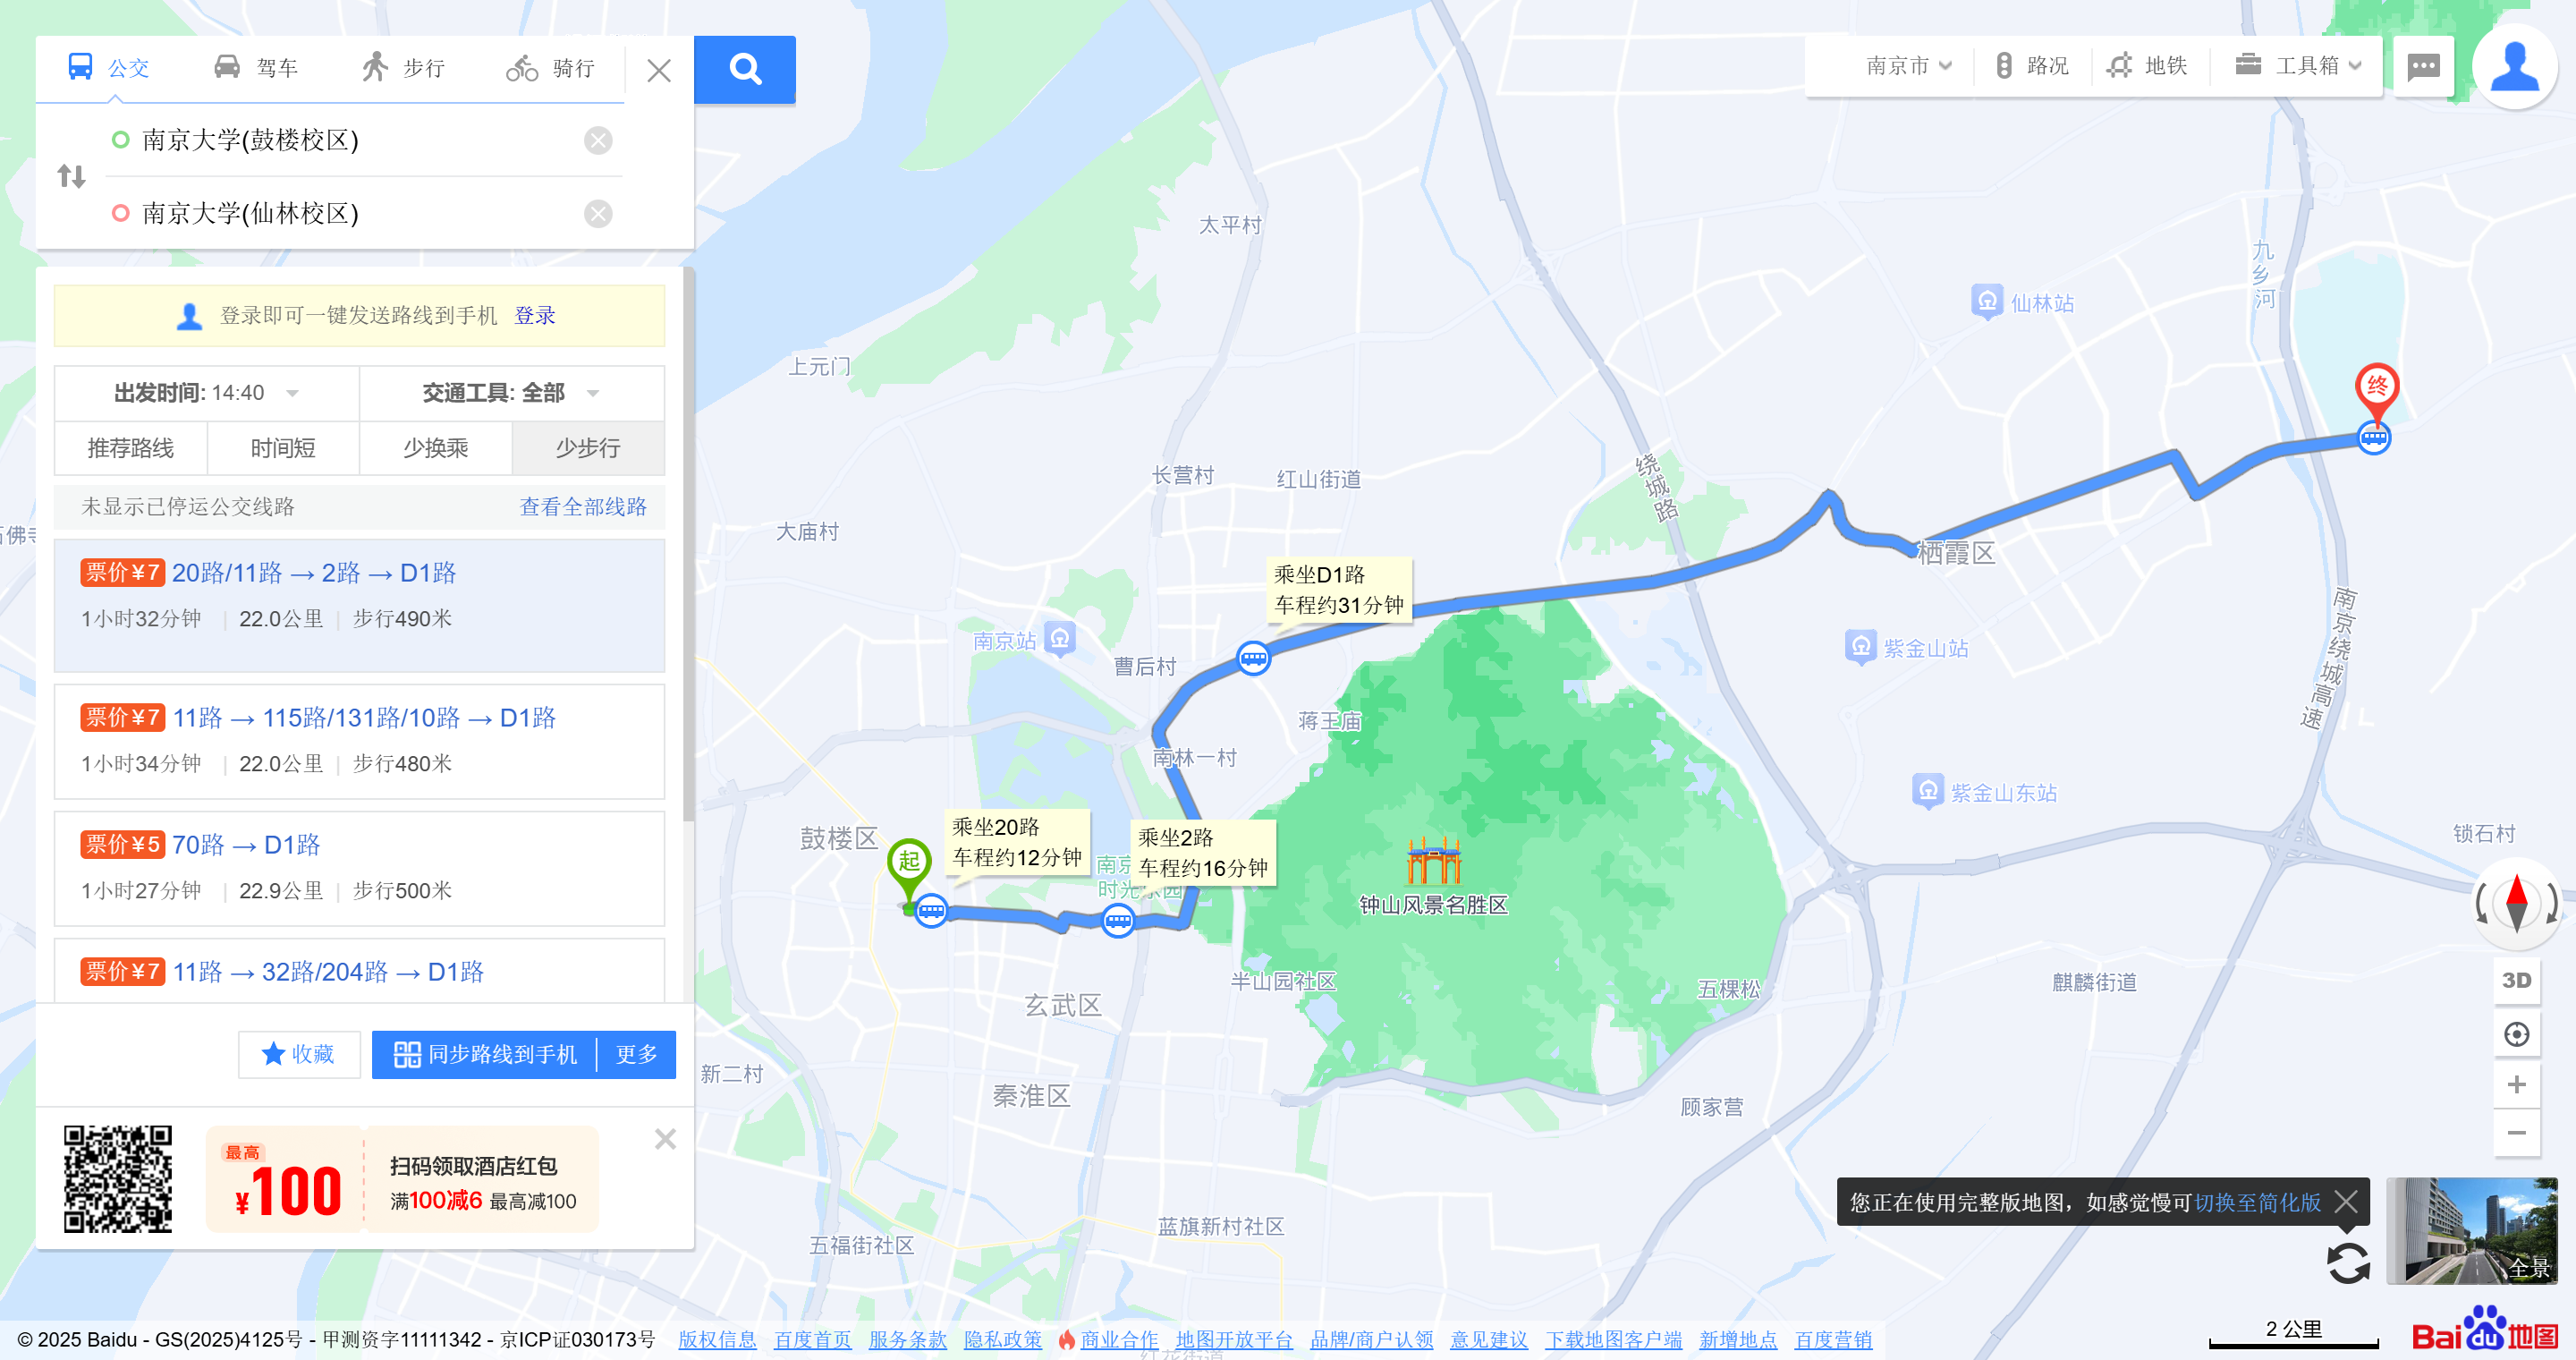 公交
驾车
步行
骑行
南京大学(鼓楼校区)
南京大学(仙林校区)
登录即可一键发送路线到手机 登录
出发时间: 14:40
交通工具: 全部
推荐路线
时间短
少换乘
少步行
未显示已停运公交线路
查看全部线路
票价¥7 20路/11路 → 2路 → D1路
1小时32分钟 | 22.0公里 | 步行490米
票价¥7 11路 → 115路/131路/10路 → D1路
1小时34分钟 | 22.0公里 | 步行480米
票价¥5 70路 → D1路
1小时27分钟 | 22.9公里 | 步行500米
票价¥7 11路 → 32路/204路 → D1路
收藏
同步路线到手机
更多
最高
¥100
扫码领取酒店红包
满100减6 最高减100
南京市
路况
地铁
工具箱
太平村
九乡河
仙林站
上元门
终
长营村
红山街道
绕城路
大庙村
栖霞区
乘坐D1路
车程约31分钟
南京绕城高速
南京站
曹后村
紫金山站
蒋王庙
南林一村
紫金山东站
鼓楼区
锁石村
起
乘坐20路
车程约12分钟
乘坐2路
车程约16分钟
钟山风景名胜区
半山园社区
五棵松
麒麟街道
3D
玄武区
新二村
秦淮区
顾家营
蓝旗新村社区
五福街社区
您正在使用完整版地图，如感觉慢可切换至简化版
全景
2 公里
Bai地图
© 2025 Baidu - GS(2025)4125号 - 甲测资字11111342 - 京ICP证030173号 版权信息 百度首页 服务条款 隐私政策 商业合作 地图开放平台 品牌/商户认领 意见建议 下载地图客户端 新增地点 百度营销